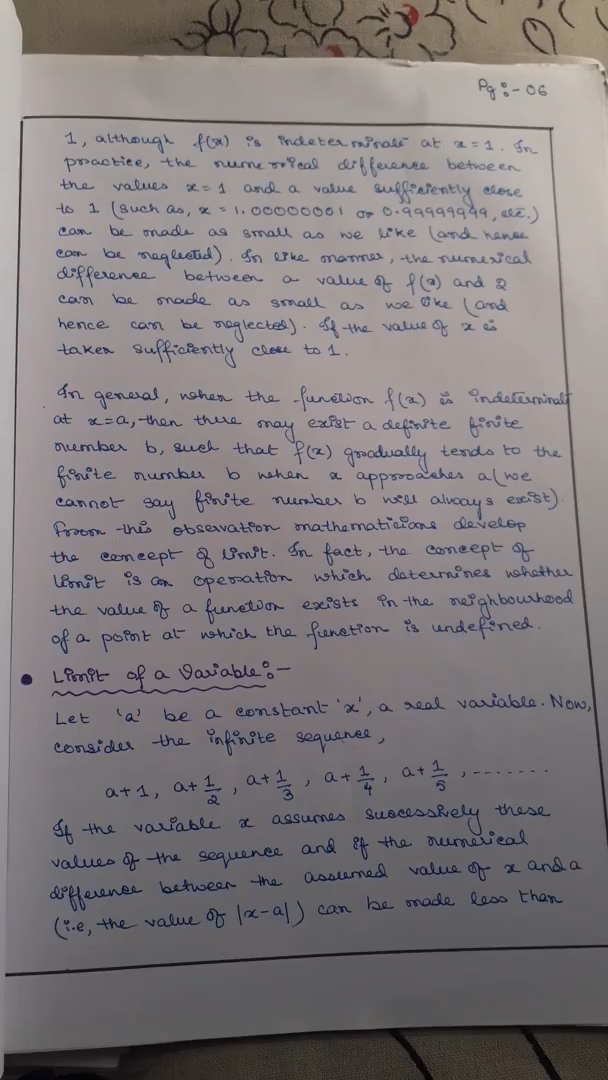 Pg:- 06
1, although f(x) is indeterminate at x=1. In
practice, the numerical difference between
the values x=1 and a value sufficiently close
to 1 (such as, x = 1.00000001 or 0.99999999, etc.)
can be made as small as we like (and hence
can be neglected). In like manner, the numerical
difference between a value of f(x) and 2
can be made as small as we like (and
hence can be neglected). If the value of x is
taken sufficiently close to 1.
In general, when the function f(x) is indeterminate
at x=a, then there may exist a definite finite
number b, such that f(x) gradually tends to the
finite number b when x approaches a (we
cannot say finite number b will always exist).
From this observation mathematicians develop
the concept of limit. In fact, the concept of
limit is an operation which determines whether
the value of a function exists in the neighbourhood
of a point at which the function is undefined.
• Limit of a Variable:-
Let 'a' be a constant 'x', a real variable. Now,
consider the infinite sequence,
a+1, a+1/2, a+1/3, a+1/4, a+1/5, .......
If the variable x assumes successively these
values of the sequence and if the numerical
difference between the assumed value of x and a
(i.e, the value of |x-a|) can be made less than